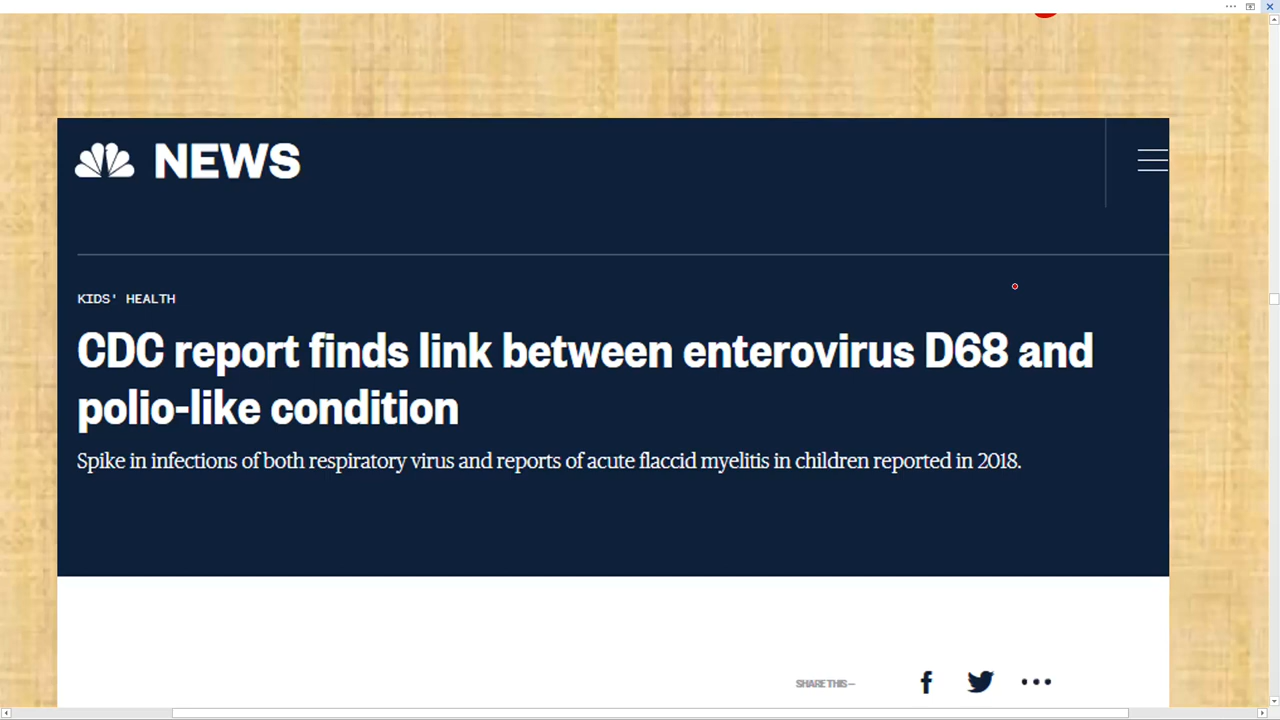 NEWS
KIDS' HEALTH
CDC report finds link between enterovirus D68 and
polio-like condition
Spike in infections of both respiratory virus and reports of acute flaccid myelitis in children reported in 2018.
SHARE THIS —